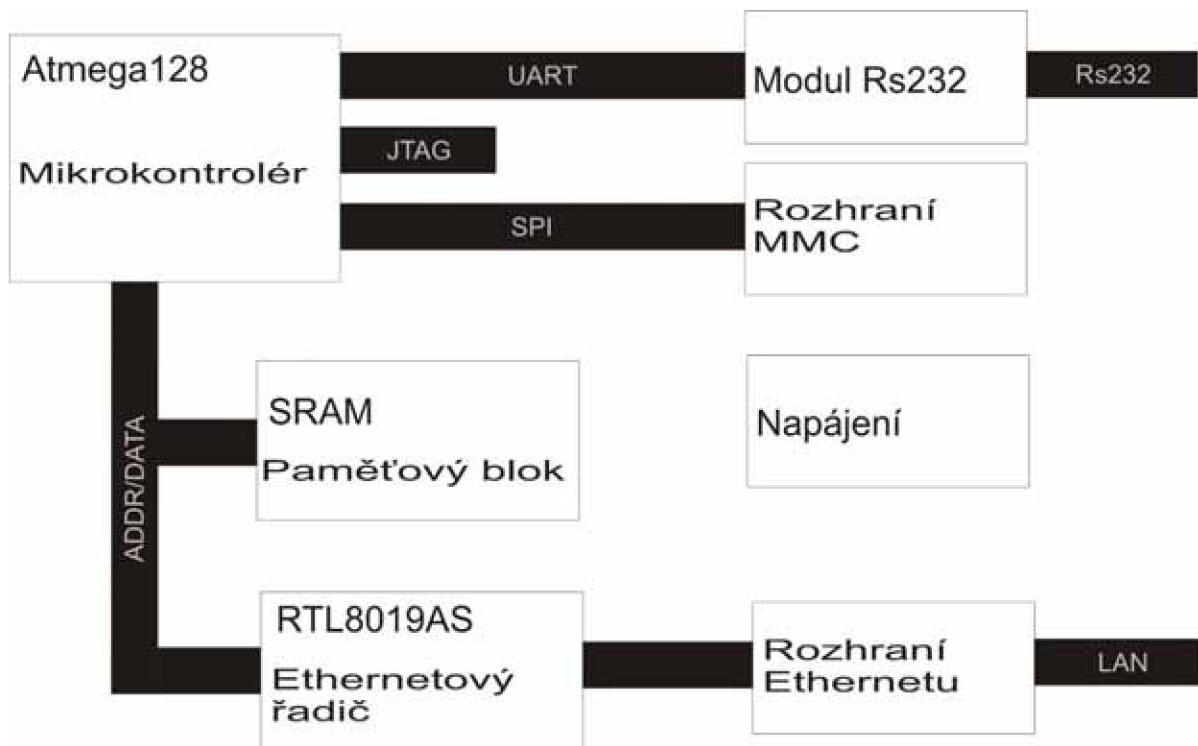 Atmega128
Mikrokontrolér
UART
Modul Rs232
Rs232
JTAG
SPI
Rozhraní
MMC
ADDR/DATA
SRAM
Paměťový blok
Napájení
RTL8019AS
Ethernetový
řadič
Rozhraní
Ethernetu
LAN